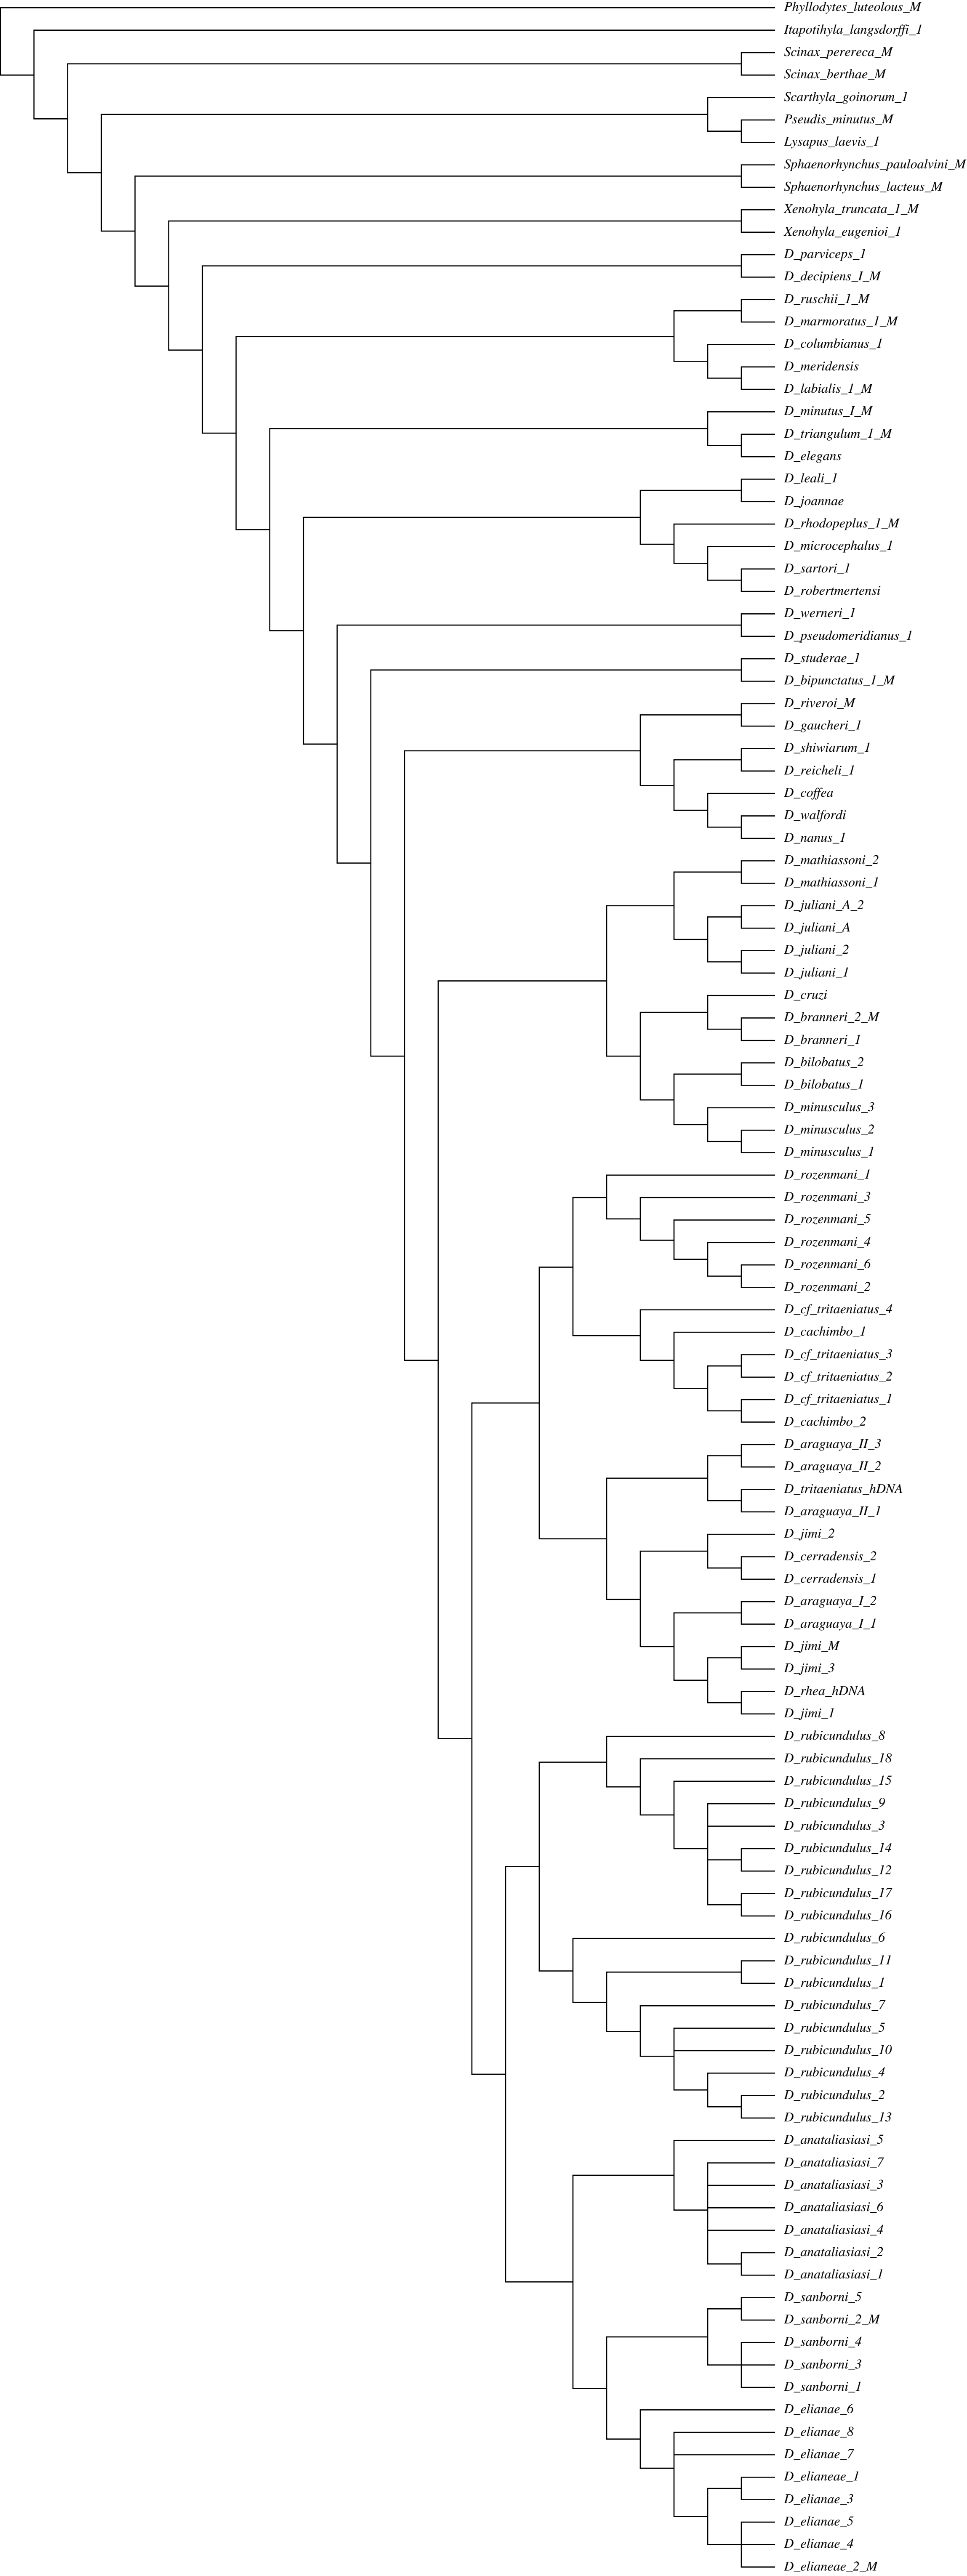 Phyllodytes_luteolous_M
Itapotihyla_langsdorffi_1
Scinax_perereca_M
Scinax_berthae_M
Scarthyla_goinorum_1
Pseudis_minutus_M
Lysapus_laevis_1
Sphaenorhynchus_pauloalvini_M
Sphaenorhynchus_lacteus_M
Xenohyla_truncata_1_M
Xenohyla_eugenioi_1
D_parviceps_1
D_decipiens_I_M
D_ruschii_1_M
D_marmoratus_1_M
D_columbianus_1
D_meridensis
D_labialis_1_M
D_minutus_I_M
D_triangulum_1_M
D_elegans
D_leali_1
D_joannae
D_rhodopeplus_1_M
D_microcephalus_1
D_sartori_1
D_robertmertensi
D_werneri_1
D_pseudomeridianus_1
D_studerae_1
D_bipunctatus_1_M
D_riveroi_M
D_gaucheri_1
D_shiwiarum_1
D_reicheli_1
D_coffea
D_walfordi
D_nanus_1
D_mathiassoni_2
D_mathiassoni_1
D_juliani_A_2
D_juliani_A
D_juliani_2
D_juliani_1
D_cruzi
D_branneri_2_M
D_branneri_1
D_bilobatus_2
D_bilobatus_1
D_minusculus_3
D_minusculus_2
D_minusculus_1
D_rozenmani_1
D_rozenmani_3
D_rozenmani_5
D_rozenmani_4
D_rozenmani_6
D_rozenmani_2
D_cf_tritaeniatus_4
D_cachimbo_1
D_cf_tritaeniatus_3
D_cf_tritaeniatus_2
D_cf_tritaeniatus_1
D_cachimbo_2
D_araguaya_II_3
D_araguaya_II_2
D_tritaeniatus_hDNA
D_araguaya_II_1
D_jimi_2
D_cerradensis_2
D_cerradensis_1
D_araguaya_I_2
D_araguaya_I_1
D_jimi_M
D_jimi_3
D_rhea_hDNA
D_jimi_1
D_rubicundulus_8
D_rubicundulus_18
D_rubicundulus_15
D_rubicundulus_9
D_rubicundulus_3
D_rubicundulus_14
D_rubicundulus_12
D_rubicundulus_17
D_rubicundulus_16
D_rubicundulus_6
D_rubicundulus_11
D_rubicundulus_1
D_rubicundulus_7
D_rubicundulus_5
D_rubicundulus_10
D_rubicundulus_4
D_rubicundulus_2
D_rubicundulus_13
D_anataliasiasi_5
D_anataliasiasi_7
D_anataliasiasi_3
D_anataliasiasi_6
D_anataliasiasi_4
D_anataliasiasi_2
D_anataliasiasi_1
D_sanborni_5
D_sanborni_2_M
D_sanborni_4
D_sanborni_3
D_sanborni_1
D_elianae_6
D_elianae_8
D_elianae_7
D_elianeae_1
D_elianae_3
D_elianae_5
D_elianae_4
D_elianeae_2_M